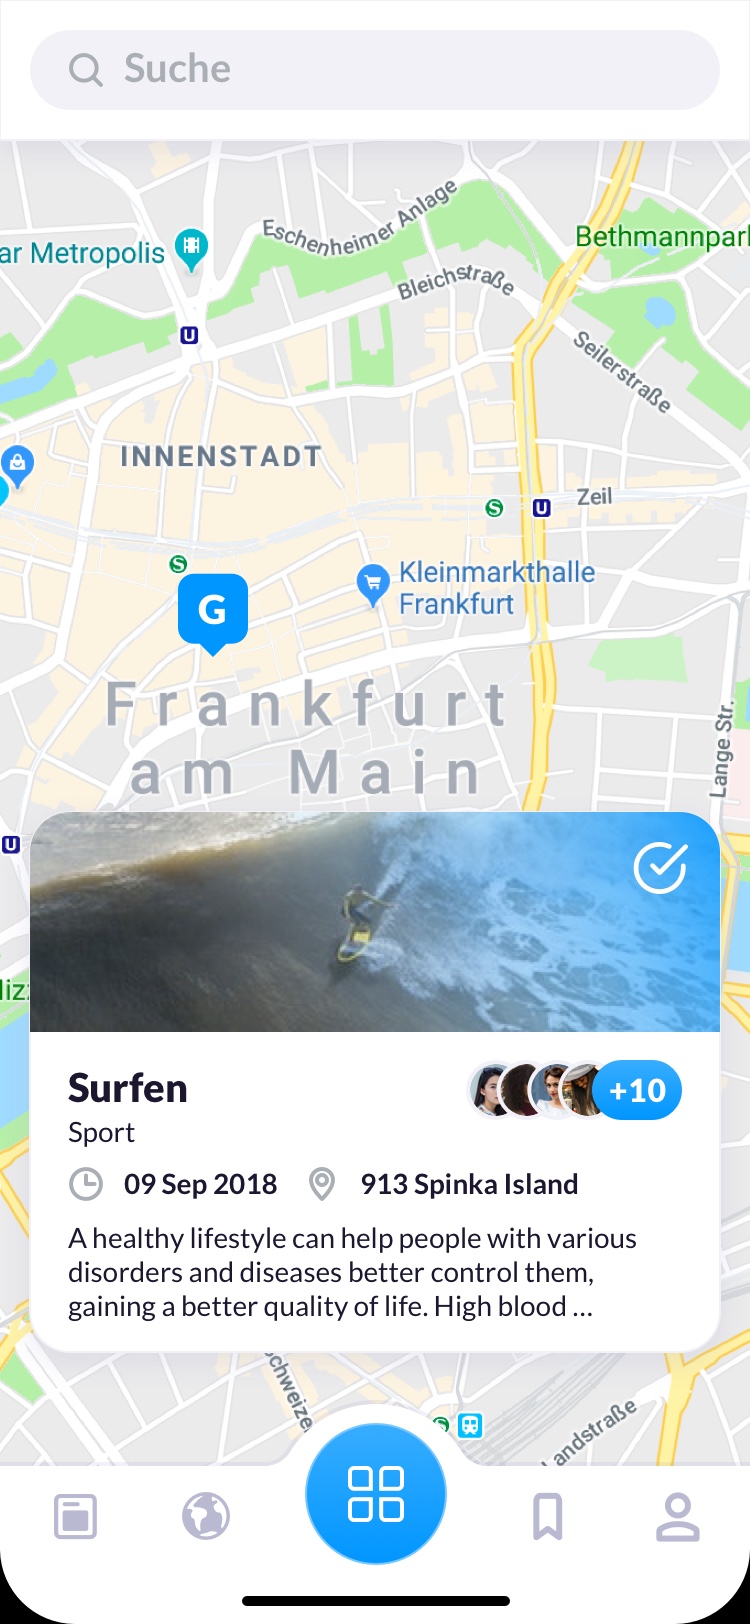 Suche
Eschenheimer Anlage
ar Metropolis
Bethmannpark
Bleichstraße
U
Seilerstraße
INNENSTADT
Zeil
S
U
S
Kleinmarkthalle
Frankfurt
G
Frankfurt
am Main
Lange Str.
U
Surfen
+10
Sport
09 Sep 2018
913 Spinka Island
A healthy lifestyle can help people with various
disorders and diseases better control them,
gaining a better quality of life. High blood ...
chweize
Landstraße